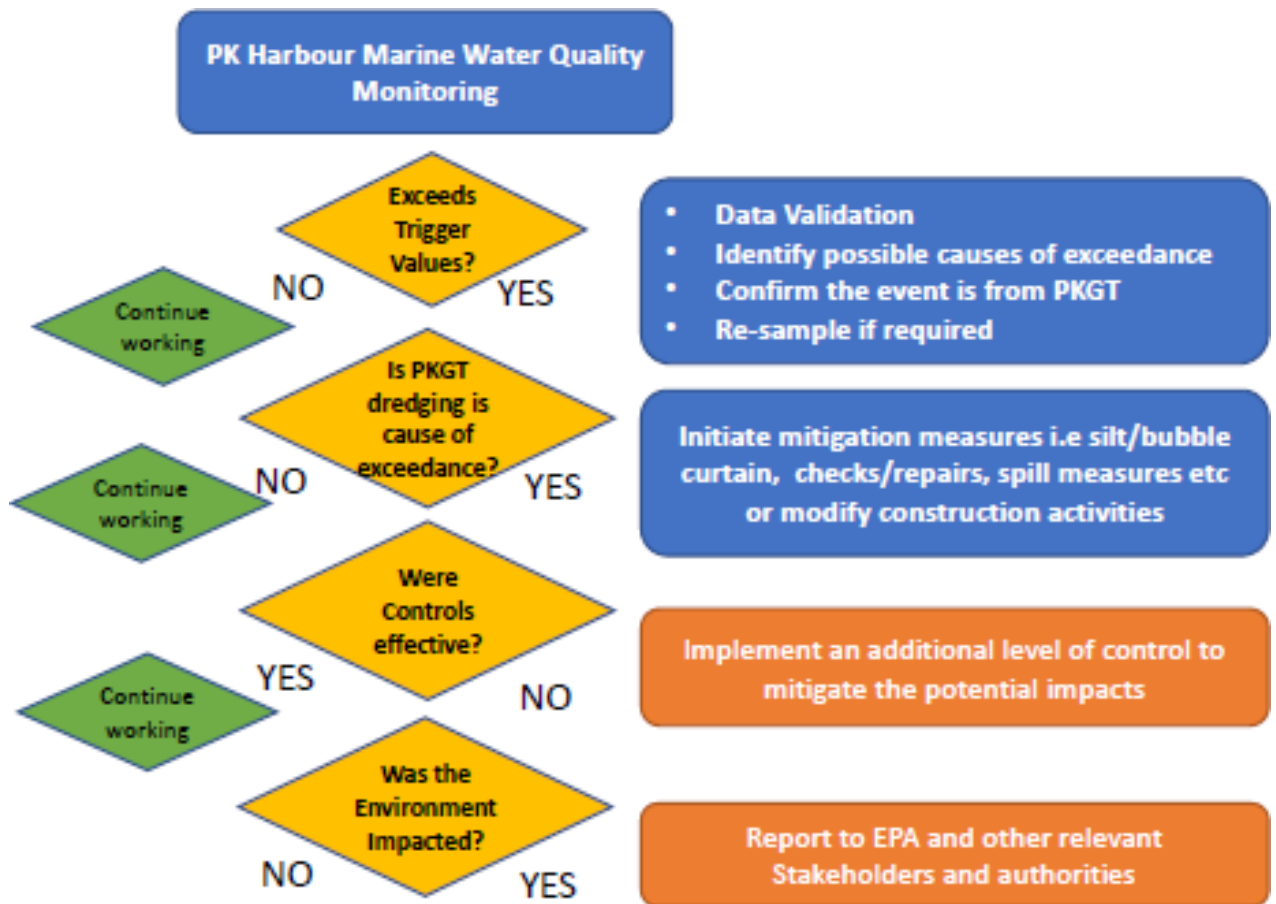 PK Harbour Marine Water Quality
Monitoring
Exceeds
Trigger
Values?
NO
YES
• Data Validation
• Identify possible causes of exceedance
• Confirm the event is from PKGT
• Re-sample if required
Continue
working
Is PKGT
dredging is
cause of
exceedance?
NO
YES
Initiate mitigation measures i.e silt/bubble
curtain, checks/repairs, spill measures etc
or modify construction activities
Continue
working
Were
Controls
effective?
YES
NO
Implement an additional level of control to
mitigate the potential impacts
Continue
working
Was the
Environment
Impacted?
NO
YES
Report to EPA and other relevant
Stakeholders and authorities